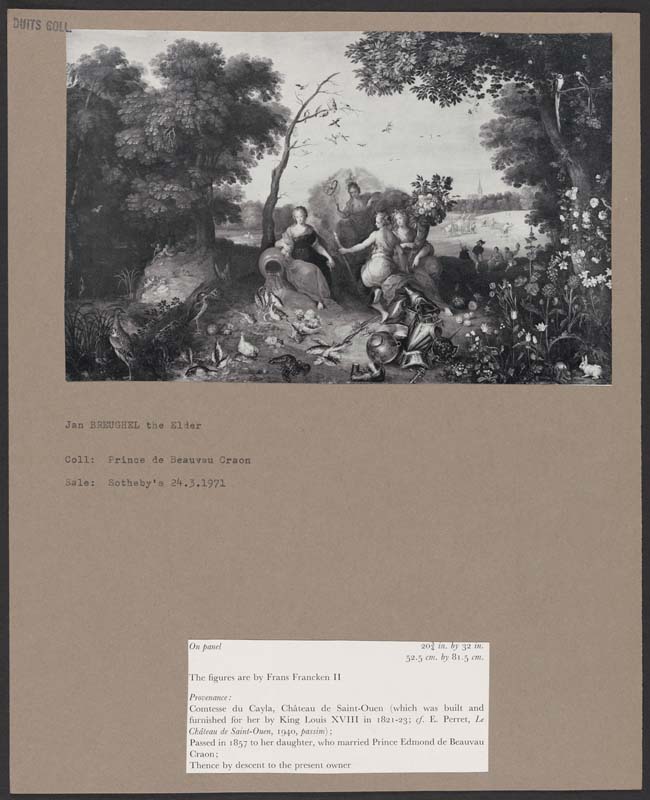 DUITS COLL.
Jan BREUGHEL the Elder
Coll: Prince de Beauvau Craon
Sale: Sotheby's 24.3.1971
On panel 20¾ in. by 32 in.
52.5 cm. by 81.5 cm.
The figures are by Frans Francken II
Provenance:
Comtesse du Cayla, Château de Saint-Ouen (which was built and
furnished for her by King Louis XVIII in 1821-23; cf. E. Perret, Le
Château de Saint-Ouen, 1940, passim);
Passed in 1857 to her daughter, who married Prince Edmond de Beauvau
Craon;
Thence by descent to the present owner